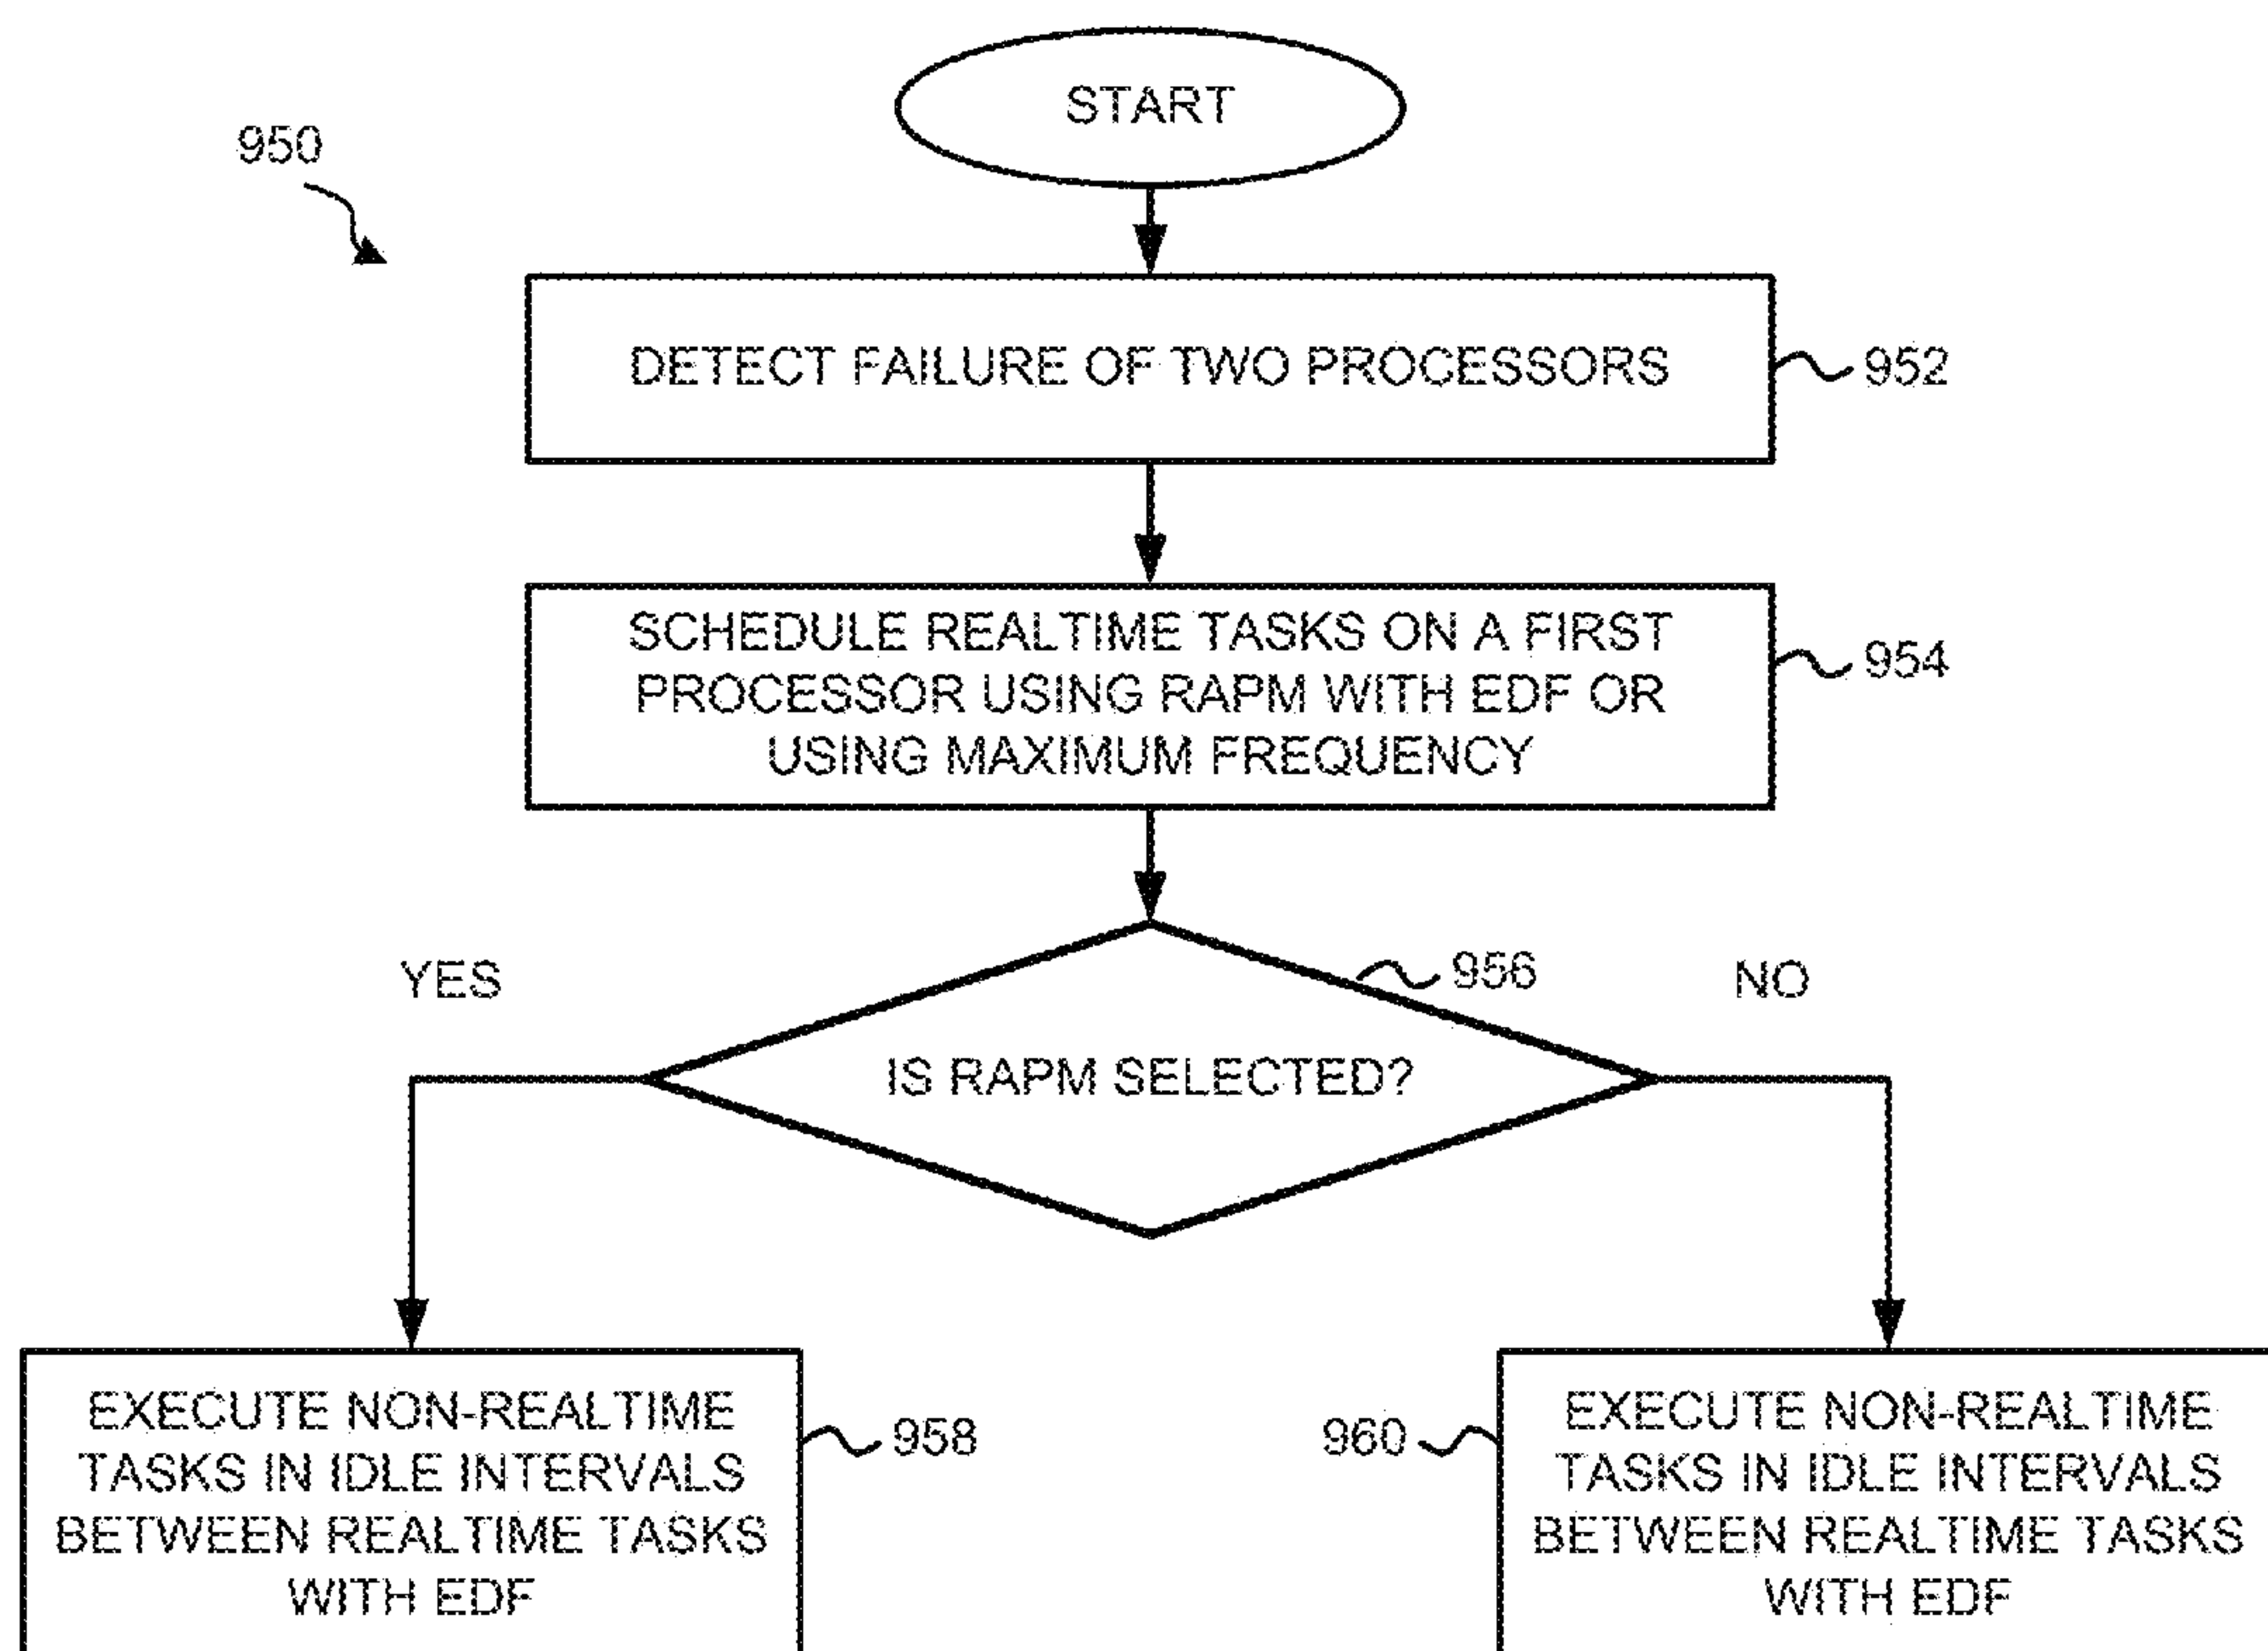 START
950
DETECT FAILURE OF TWO PROCESSORS
952
SCHEDULE REALTIME TASKS ON A FIRST
PROCESSOR USING RAPM WITH EDF OR
USING MAXIMUM FREQUENCY
954
YES
956
NO
IS RAPM SELECTED?
EXECUTE NON-REALTIME
TASKS IN IDLE INTERVALS
BETWEEN REALTIME TASKS
WITH EDF
958
960
EXECUTE NON-REALTIME
TASKS IN IDLE INTERVALS
BETWEEN REALTIME TASKS
WITH EDF